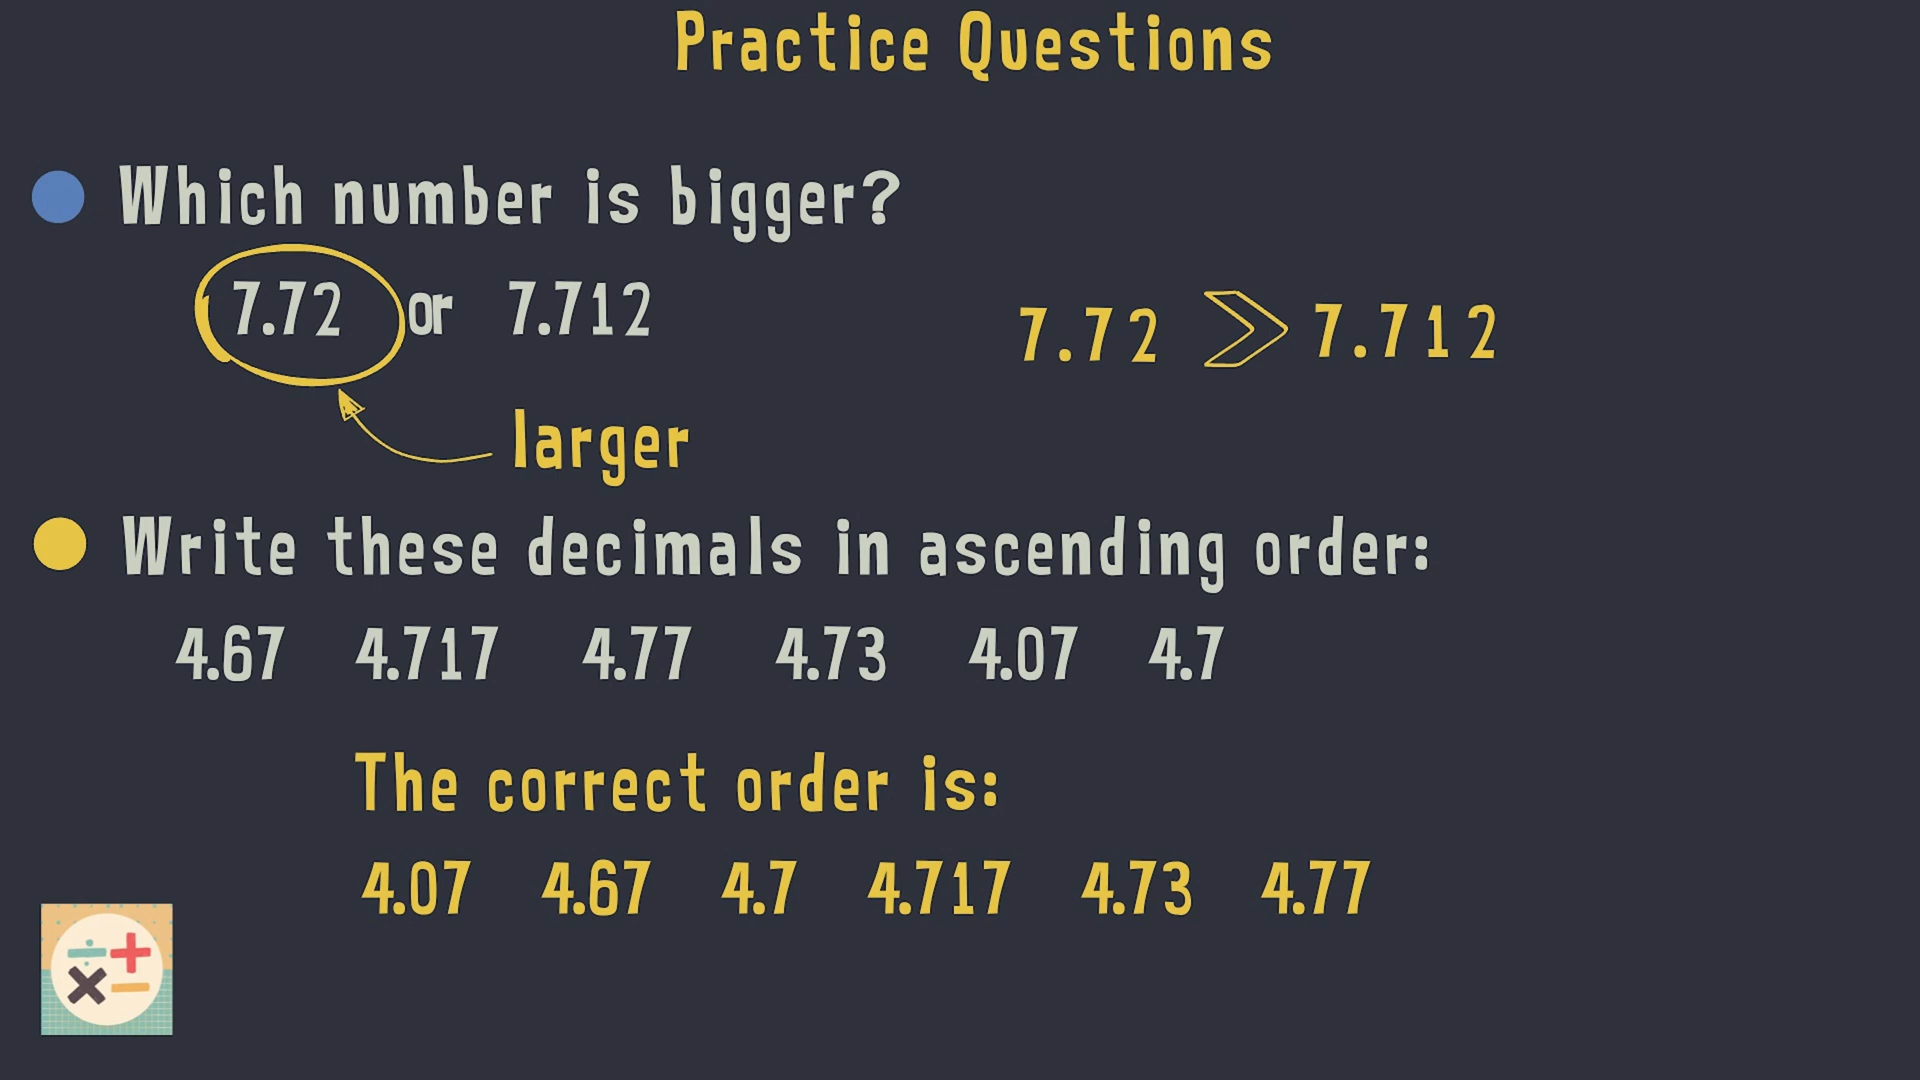 Practice Questions
Which number is bigger?
7.72 or 7.712
7.72 > 7.712
larger
Write these decimals in ascending order:
4.67 4.717 4.77 4.73 4.07 4.7
The correct order is:
4.07 4.67 4.7 4.717 4.73 4.77
÷ +
× −